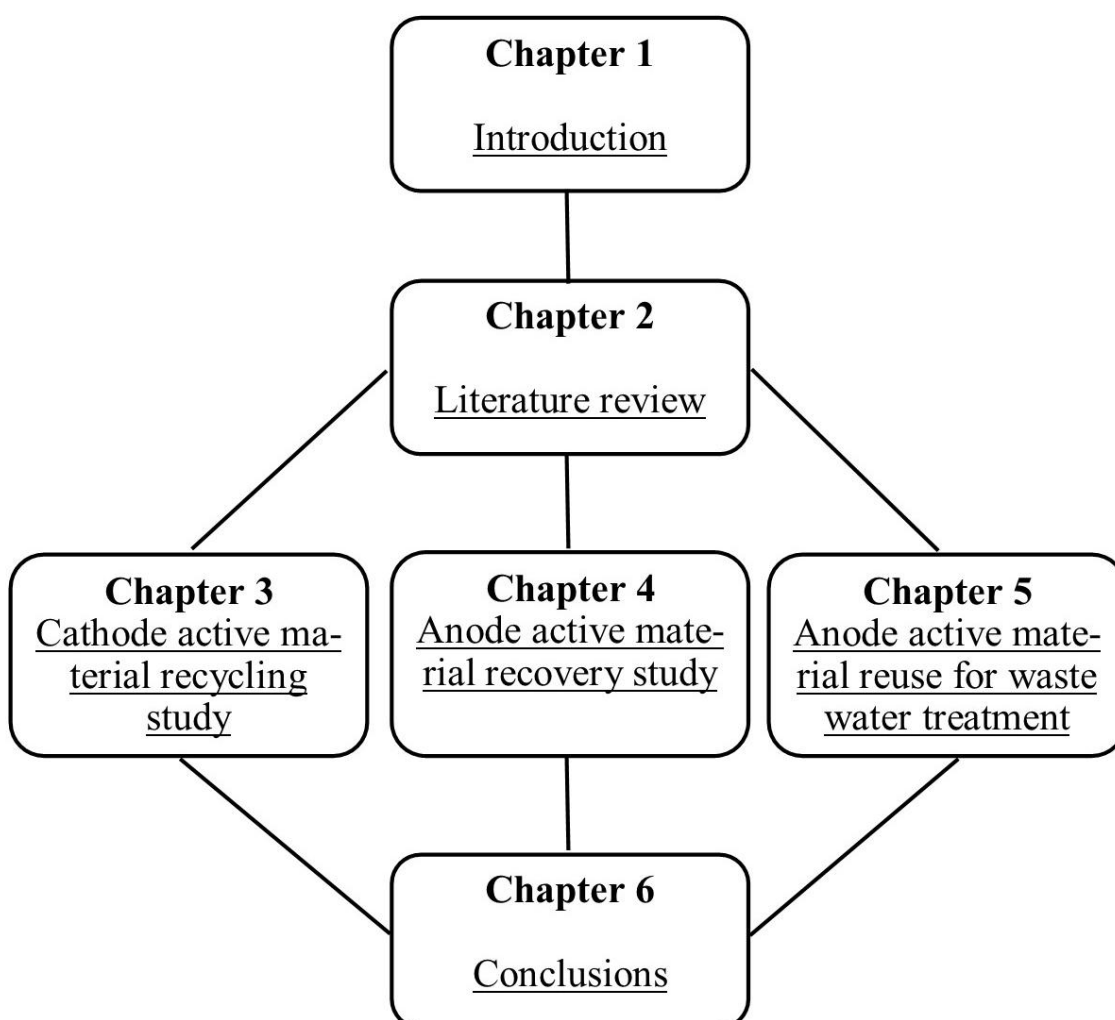 Chapter 1
Introduction
Chapter 2
Literature review
Chapter 3
Cathode active ma-
terial recycling
study
Chapter 4
Anode active mate-
rial recovery study
Chapter 5
Anode active mate-
rial reuse for waste
water treatment
Chapter 6
Conclusions